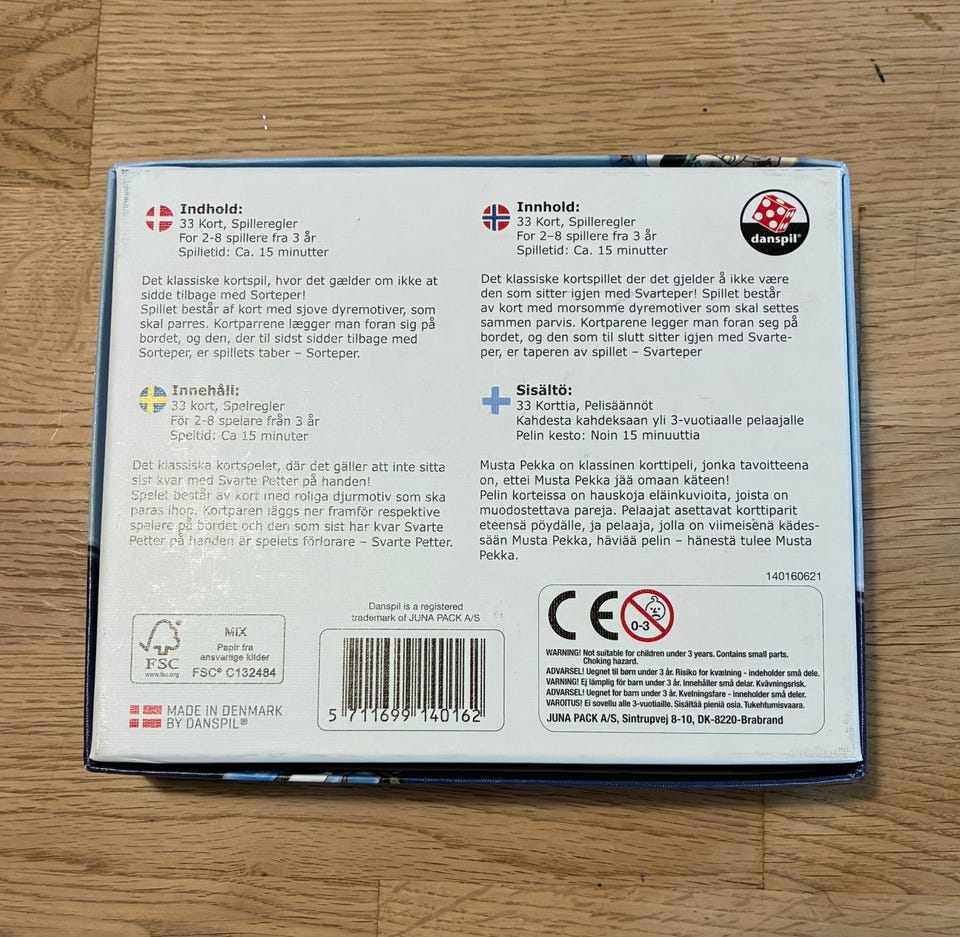 Indhold:
33 Kort, Spilleregler
For 2-8 spillere fra 3 år
Spilletid: Ca. 15 minutter
Det klassiske kortspil, hvor det gælder om ikke at
sidde tilbage med Sorteper!
Spillet består af kort med sjove dyremotiver, som
skal parres. Kortparrene lægger man foran sig på
bordet, og den, der til sidst sidder tilbage med
Sorteper, er spillets taber – Sorteper.
Innhold:
33 Kort, Spilleregler
For 2–8 spillere fra 3 år
Spilletid: Ca. 15 minutter
danspil®
Det klassiske kortspillet der det gjelder å ikke være
den som sitter igjen med Svarteper! Spillet består
av kort med morsomme dyremotiver som skal settes
sammen parvis. Kortparene legger man foran seg på
bordet, og den som til slutt sitter igjen med Svarte-
per, er taperen av spillet – Svarteper
Innehåll:
33 kort, Spelregler
För 2-8 spelare från 3 år
Speltid: Ca 15 minuter
Det klassiska kortspelet, där det gäller att inte sitta
sist kvar med Svarte Petter på handen!
Spelet består av kort med roliga djurmotiv som ska
paras ihop. Kortparen läggs ner framför respektive
spelare på bordet och den som sist har kvar Svarte
Petter på handen är spelets förlorare – Svarte Petter.
Sisältö:
33 Korttia, Pelisäännöt
Kahdesta kahdeksaan yli 3-vuotiaalle pelaajalle
Pelin kesto: Noin 15 minuuttia
Musta Pekka on klassinen korttipeli, jonka tavoitteena
on, ettei Musta Pekka jää omaan käteen!
Pelin korteissa on hauskoja eläinkuvioita, joista on
muodostettava pareja. Pelaajat asettavat korttiparit
eteensä pöydälle, ja pelaaja, jolla on viimeisenä kädes-
sään Musta Pekka, häviää pelin – hänestä tulee Musta
Pekka.
140160621
FSC
www.fsc.org
MIX
Papir fra
ansvarlige kilder
FSC® C132484
MADE IN DENMARK
BY DANSPIL®
Danspil is a registered
trademark of JUNA PACK A/S
5 711699 140162
CE
0-3
WARNING! Not suitable for children under 3 years. Contains small parts.
Choking hazard.
ADVARSEL! Uegnet til børn under 3 år. Risiko for kvælning - indeholder små dele.
VARNING! Ej lämplig för barn under 3 år. Innehåller små delar. Kvävningsrisk.
ADVARSEL! Uegnet for barn under 3 år. Kvelningsfare - inneholder små deler.
VAROITUS! Ei sovellu alle 3-vuotiaille. Sisältää pieniä osia. Tukehtumisvaara.
JUNA PACK A/S, Sintrupvej 8-10, DK-8220-Brabrand